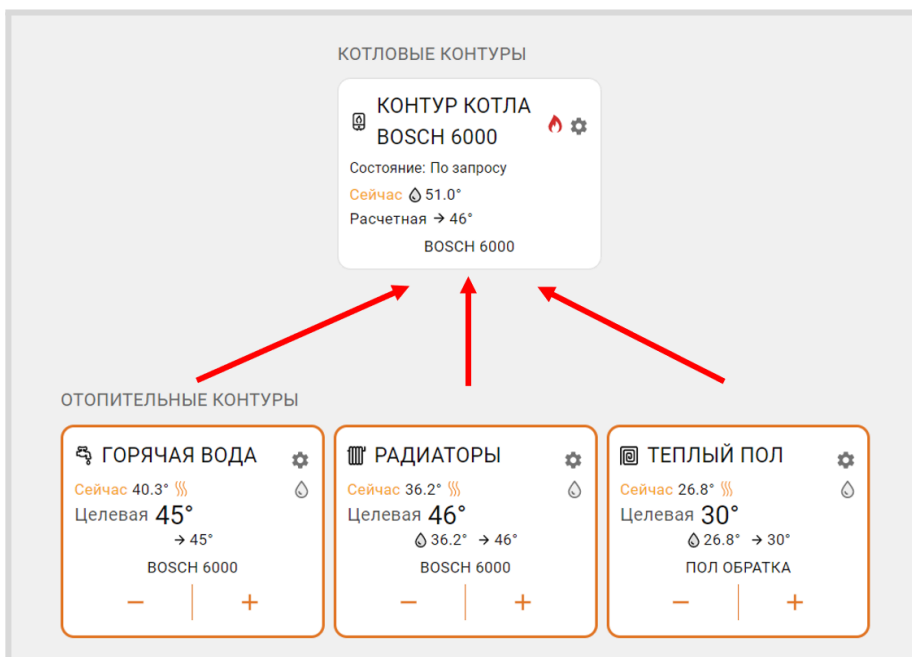 КОТЛОВЫЕ КОНТУРЫ
КОНТУР КОТЛА
BOSCH 6000
Состояние: По запросу
Сейчас 51.0°
Расчетная → 46°
BOSCH 6000
ОТОПИТЕЛЬНЫЕ КОНТУРЫ
ГОРЯЧАЯ ВОДА
Сейчас 40.3°
Целевая 45°
→ 45°
BOSCH 6000
− +
РАДИАТОРЫ
Сейчас 36.2°
Целевая 46°
36.2° → 46°
BOSCH 6000
− +
ТЕПЛЫЙ ПОЛ
Сейчас 26.8°
Целевая 30°
26.8° → 30°
ПОЛ ОБРАТКА
− +